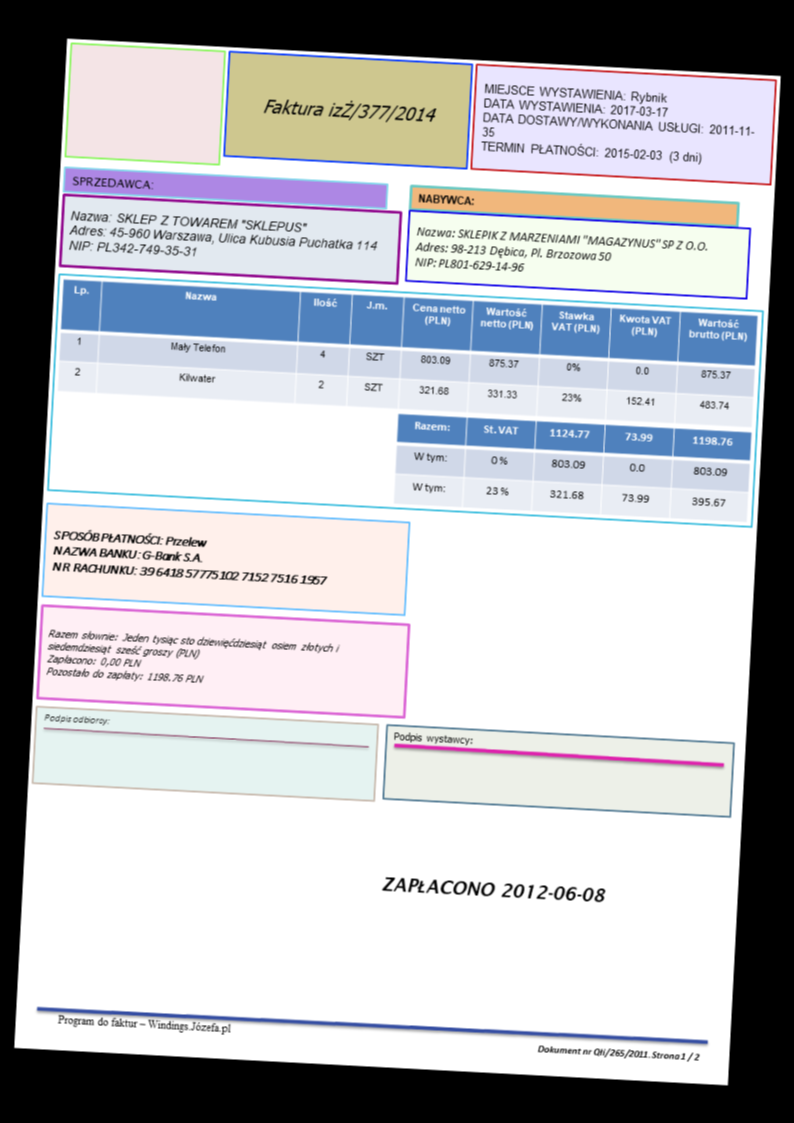 Faktura izŻ/377/2014
MIEJSCE WYSTAWIENIA: Rybnik
DATA WYSTAWIENIA: 2017-03-17
DATA DOSTAWY/WYKONANIA USŁUGI: 2011-11-
35
TERMIN PŁATNOŚCI: 2015-02-03 (3 dni)
SPRZEDAWCA:
Nazwa: SKLEP Z TOWAREM "SKLEPUS"
Adres: 45-960 Warszawa, Ulica Kubusia Puchatka 114
NIP: PL342-749-35-31
NABYWCA:
Nazwa: SKLEPIK Z MARZENIAMI "MAGAZYNUS" SP Z O.O.
Adres: 98-213 Dębica, Pl. Brzozowa 50
NIP: PL801-629-14-96
Lp. Nazwa Ilość J.m. Cena netto (PLN) Wartość netto (PLN) Stawka VAT (PLN) Kwota VAT (PLN) Wartość brutto (PLN)
1 Mały Telefon 4 SZT 803.09 875.37 0% 0.0 875.37
2 Kilwater 2 SZT 321.68 331.33 23% 152.41 483.74
Razem: St.VAT 1124.77 73.99 1198.76
W tym: 0 % 803.09 0.0 803.09
W tym: 23 % 321.68 73.99 395.67
SPOSÓB PŁATNOŚCI: Przelew
NAZWA BANKU: G-Bank S.A.
NR RACHUNKU: 39 6418 5777 5102 7152 7516 1957
Razem słownie: Jeden tysiąc sto dziewięćdziesiąt osiem złotych i
siedemdziesiąt sześć groszy (PLN)
Zapłacono: 0,00 PLN
Pozostało do zapłaty: 1198.76 PLN
Podpis odbiorcy:
Podpis wystawcy:
ZAPŁACONO 2012-06-08
Program do faktur – Windings.Józefa.pl
Dokument nr Qłi/265/2011. Strona 1 / 2